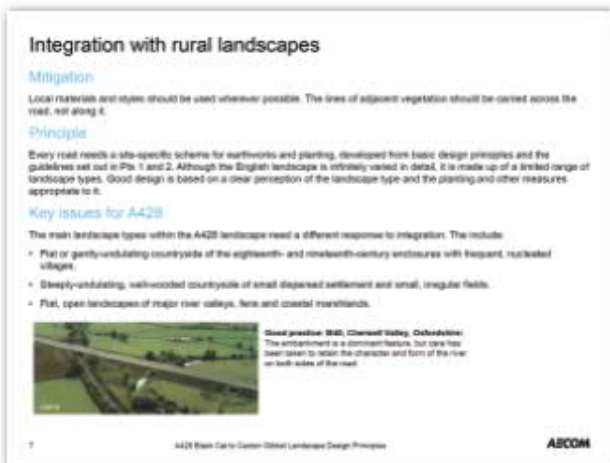 Integration with rural landscapes
Mitigation
Local materials and styles should be used wherever possible. The lines of adjacent vegetation should be carried across the
road, not along it.
Principle
Every road needs a site-specific scheme for earthworks and planting, developed from basic design principles and the
guidelines set out in Pts 1 and 2. Although the English landscape is infinitely varied in detail, it is made up of a limited range of
landscape types. Good design is based on a clear perception of the landscape type and the planting and other measures
appropriate to it.
Key issues for A428
The main landscape types within the A428 landscape need a different response to integration. The include:
• Flat or gently-undulating countryside of the eighteenth- and nineteenth-century enclosures with frequent, nucleated
villages.
• Steeply-undulating, well-wooded countryside of small dispersed settlement and small, irregular fields.
• Flat, open landscapes of major river valleys, fens and coastal marshlands.
Good practice: M40, Cherwell Valley, Oxfordshire:
The embankment is a dominant feature, but care has
been taken to retain the character and form of the river
on both sides of the road.
7
A428 Black Cat to Caxton Gibbet Landscape Design Principles
AECOM